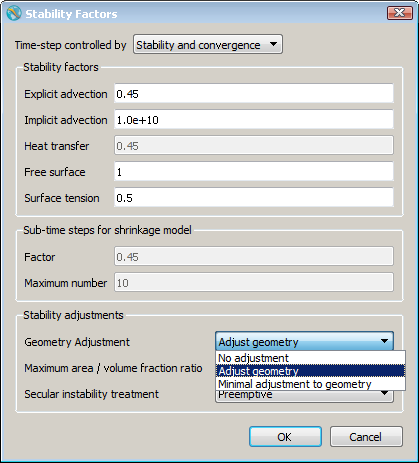 Stability Factors
Time-step controlled by Stability and convergence
Stability factors
Explicit advection 0.45
Implicit advection 1.0e+10
Heat transfer 0.45
Free surface 1
Surface tension 0.5
Sub-time steps for shrinkage model
Factor 0.45
Maximum number 10
Stability adjustments
Geometry Adjustment Adjust geometry
No adjustment
Maximum area / volume fraction ratio Adjust geometry
Minimal adjustment to geometry
Secular instability treatment Preemptive
OK Cancel